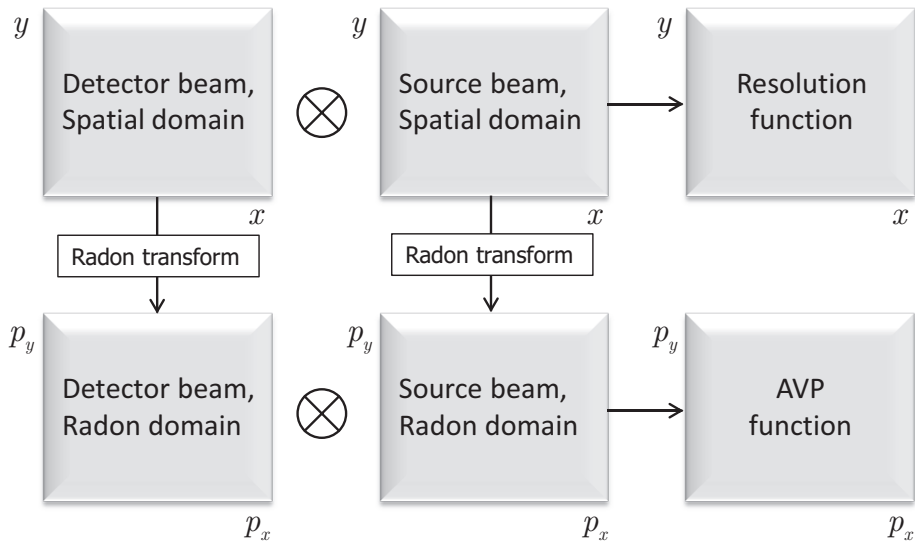 y
y
y
Detector beam,
Spatial domain
⊗
Source beam,
Spatial domain
Resolution
function
x
x
x
Radon transform
Radon transform
p_y
p_y
p_y
Detector beam,
Radon domain
⊗
Source beam,
Radon domain
AVP
function
p_x
p_x
p_x